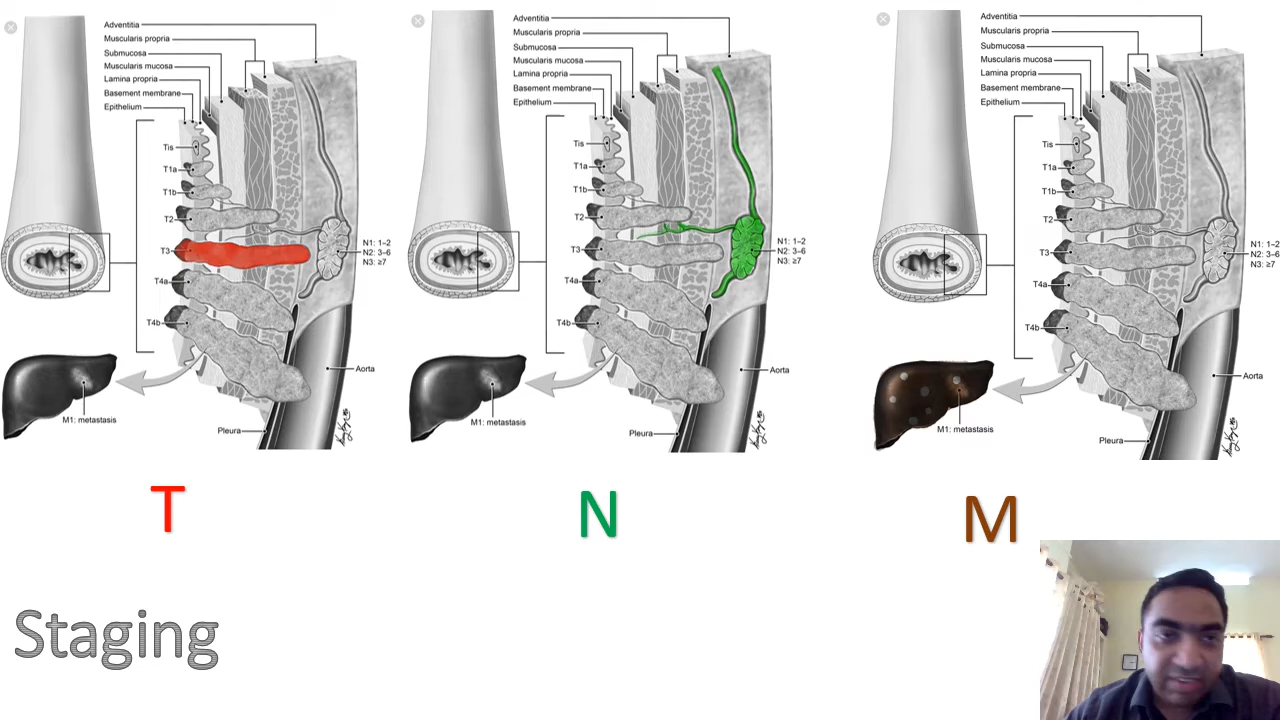 Adventitia
Muscularis propria
Submucosa
Muscularis mucosa
Lamina propria
Basement membrane
Epithelium
Tis
T1a
T1b
T2
T3
T4a
T4b
N1: 1–2
N2: 3–6
N3: ≥7
Aorta
M1: metastasis
Pleura
Adventitia
Muscularis propria
Submucosa
Muscularis mucosa
Lamina propria
Basement membrane
Epithelium
Tis
T1a
T1b
T2
T3
T4a
T4b
N1: 1–2
N2: 3–6
N3: ≥7
Aorta
M1: metastasis
Pleura
Adventitia
Muscularis propria
Submucosa
Muscularis mucosa
Lamina propria
Basement membrane
Epithelium
Tis
T1a
T1b
T2
T3
T4a
T4b
N1: 1–2
N2: 3–6
N3: ≥7
Aorta
M1: metastasis
Pleura
T
N
M
Staging